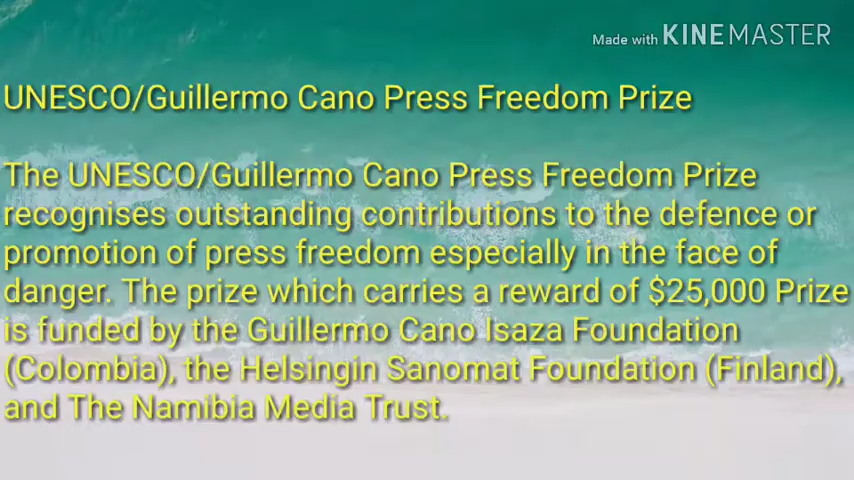 Made with KINEMASTER
UNESCO/Guillermo Cano Press Freedom Prize
The UNESCO/Guillermo Cano Press Freedom Prize
recognises outstanding contributions to the defence or
promotion of press freedom especially in the face of
danger. The prize which carries a reward of $25,000 Prize
is funded by the Guillermo Cano Isaza Foundation
(Colombia), the Helsingin Sanomat Foundation (Finland),
and The Namibia Media Trust.